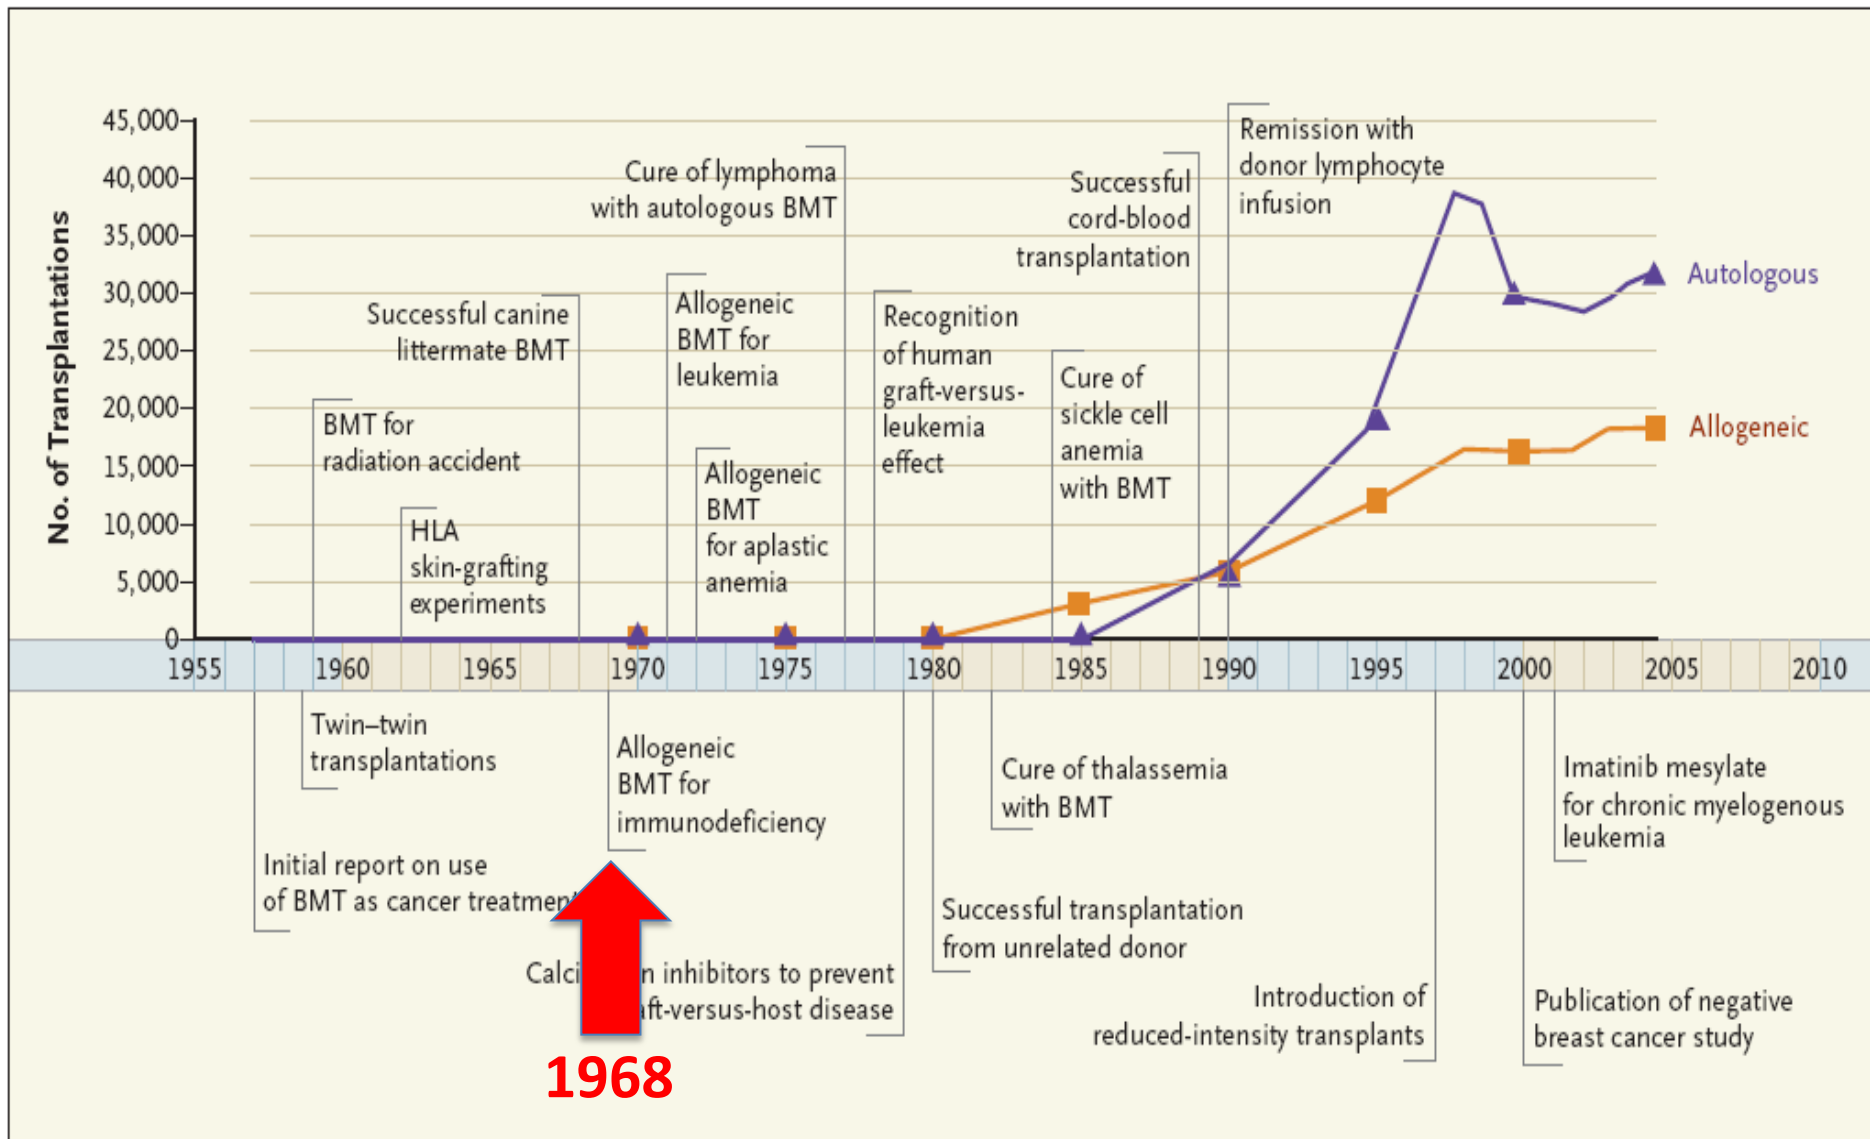 No. of Transplantations
45,000
40,000
35,000
30,000
25,000
20,000
15,000
10,000
5,000
0
BMT for
radiation accident
HLA
skin-grafting
experiments
Successful canine
littermate BMT
Allogeneic
BMT for
leukemia
Allogeneic
BMT
for aplastic
anemia
Cure of lymphoma
with autologous BMT
Recognition
of human
graft-versus-
leukemia
effect
Cure of
sickle cell
anemia
with BMT
Successful
cord-blood
transplantation
Remission with
donor lymphocyte
infusion
Autologous
Allogeneic
1955 1960 1965 1970 1975 1980 1985 1990 1995 2000 2005 2010
Initial report on use
of BMT as cancer
Twin–twin
transplantations
Allogeneic
BMT for
immunodeficiency
inhibitors to prevent
disease
Successful transplantation
from unrelated donor
Cure of thalassemia
with BMT
Introduction of
reduced-intensity transplants
Publication of negative
breast cancer study
Imatinib mesylate
for chronic myelogenous
leukemia
1968